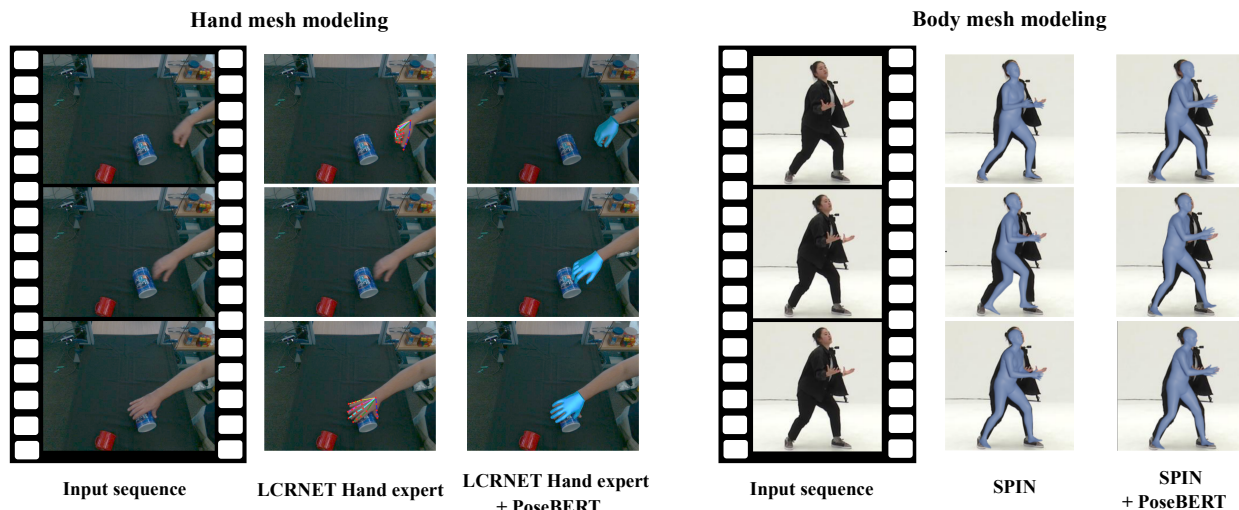 Hand mesh modeling
Body mesh modeling
Input sequence
LCRNET Hand expert
LCRNET Hand expert
+ PoseBERT
Input sequence
SPIN
SPIN
+ PoseBERT